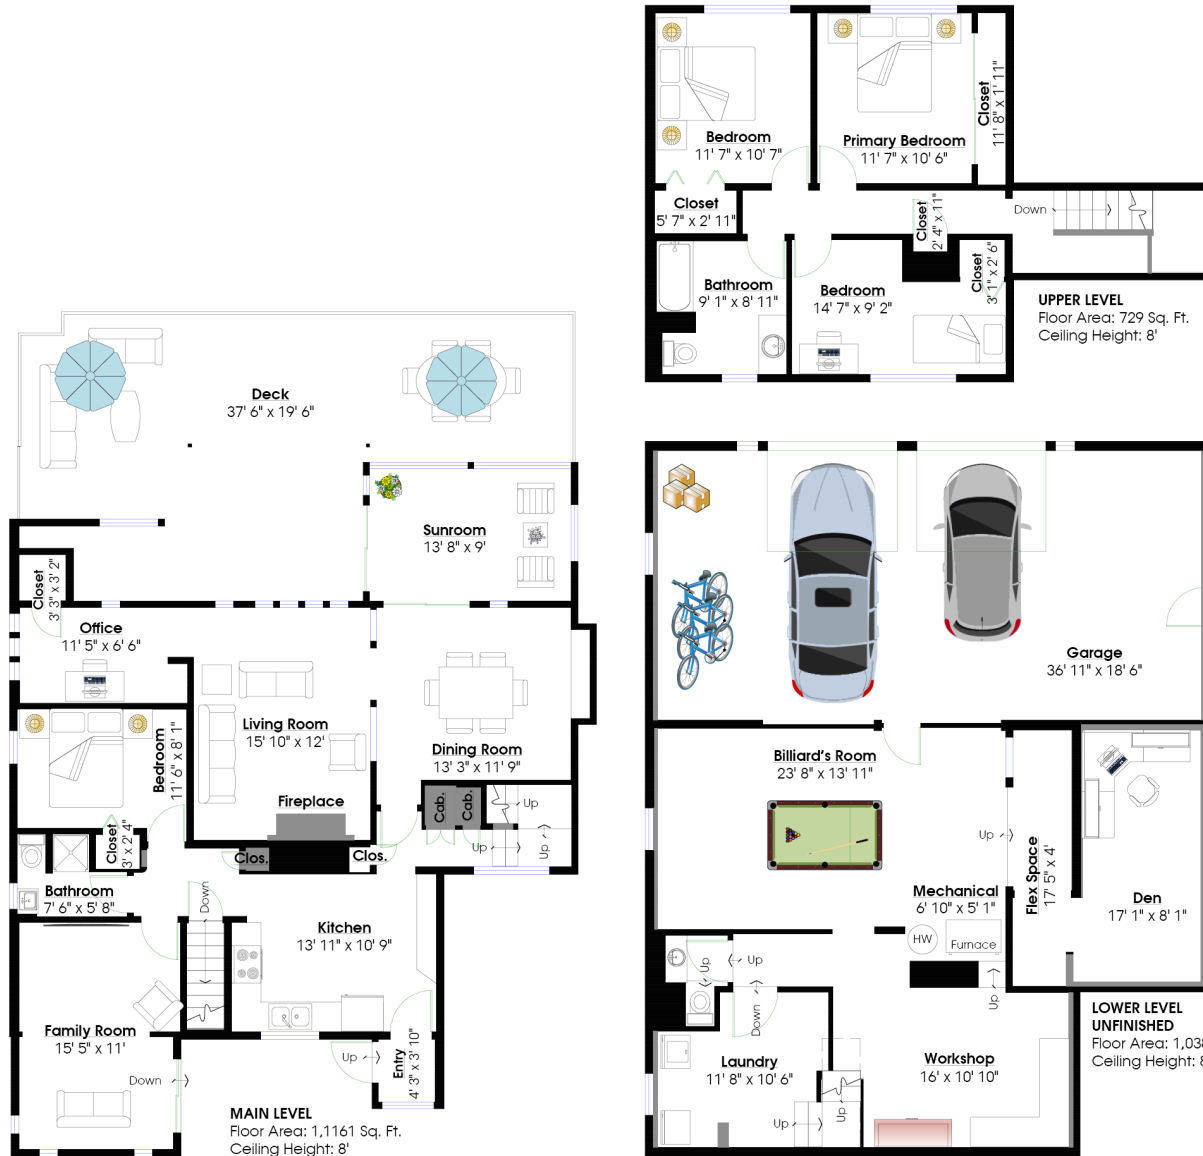 Bedroom
11' 7" x 10' 7"
Primary Bedroom
11' 7" x 10' 6"
Closet
11' 8" x 1' 11"
Closet
5' 7" x 2' 11"
Closet
2' 4" x 11"
Down
Bathroom
9' 1" x 8' 11"
Bedroom
14' 7" x 9' 2"
Closet
3' 1" x 2' 6"
UPPER LEVEL
Floor Area: 729 Sq. Ft.
Ceiling Height: 8'
Deck
37' 6" x 19' 6"
Sunroom
13' 8" x 9'
Closet
3' 3" x 3' 2"
Office
11' 5" x 6' 6"
Living Room
15' 10" x 12'
Dining Room
13' 3" x 11' 9"
Bedroom
11' 6" x 8' 1"
Fireplace
Cab.
Cab.
Up
Up
Up
Closet
3' x 2' 4"
Clos.
Clos.
Bathroom
7' 6" x 5' 8"
Down
Kitchen
13' 11" x 10' 9"
Family Room
15' 5" x 11'
Down
Up
Entry
4' 3" x 3' 10"
MAIN LEVEL
Floor Area: 1,1161 Sq. Ft.
Ceiling Height: 8'
Garage
36' 11" x 18' 6"
Billiard's Room
23' 8" x 13' 11"
Up
Flex Space
17' 5" x 4'
Mechanical
6' 10" x 5' 1"
HW
Furnace
Den
17' 1" x 8' 1"
Up
Up
Up
Down
Up
Laundry
11' 8" x 10' 6"
Workshop
16' x 10' 10"
Up
Up
LOWER LEVEL
UNFINISHED
Floor Area: 1,038
Ceiling Height: 8